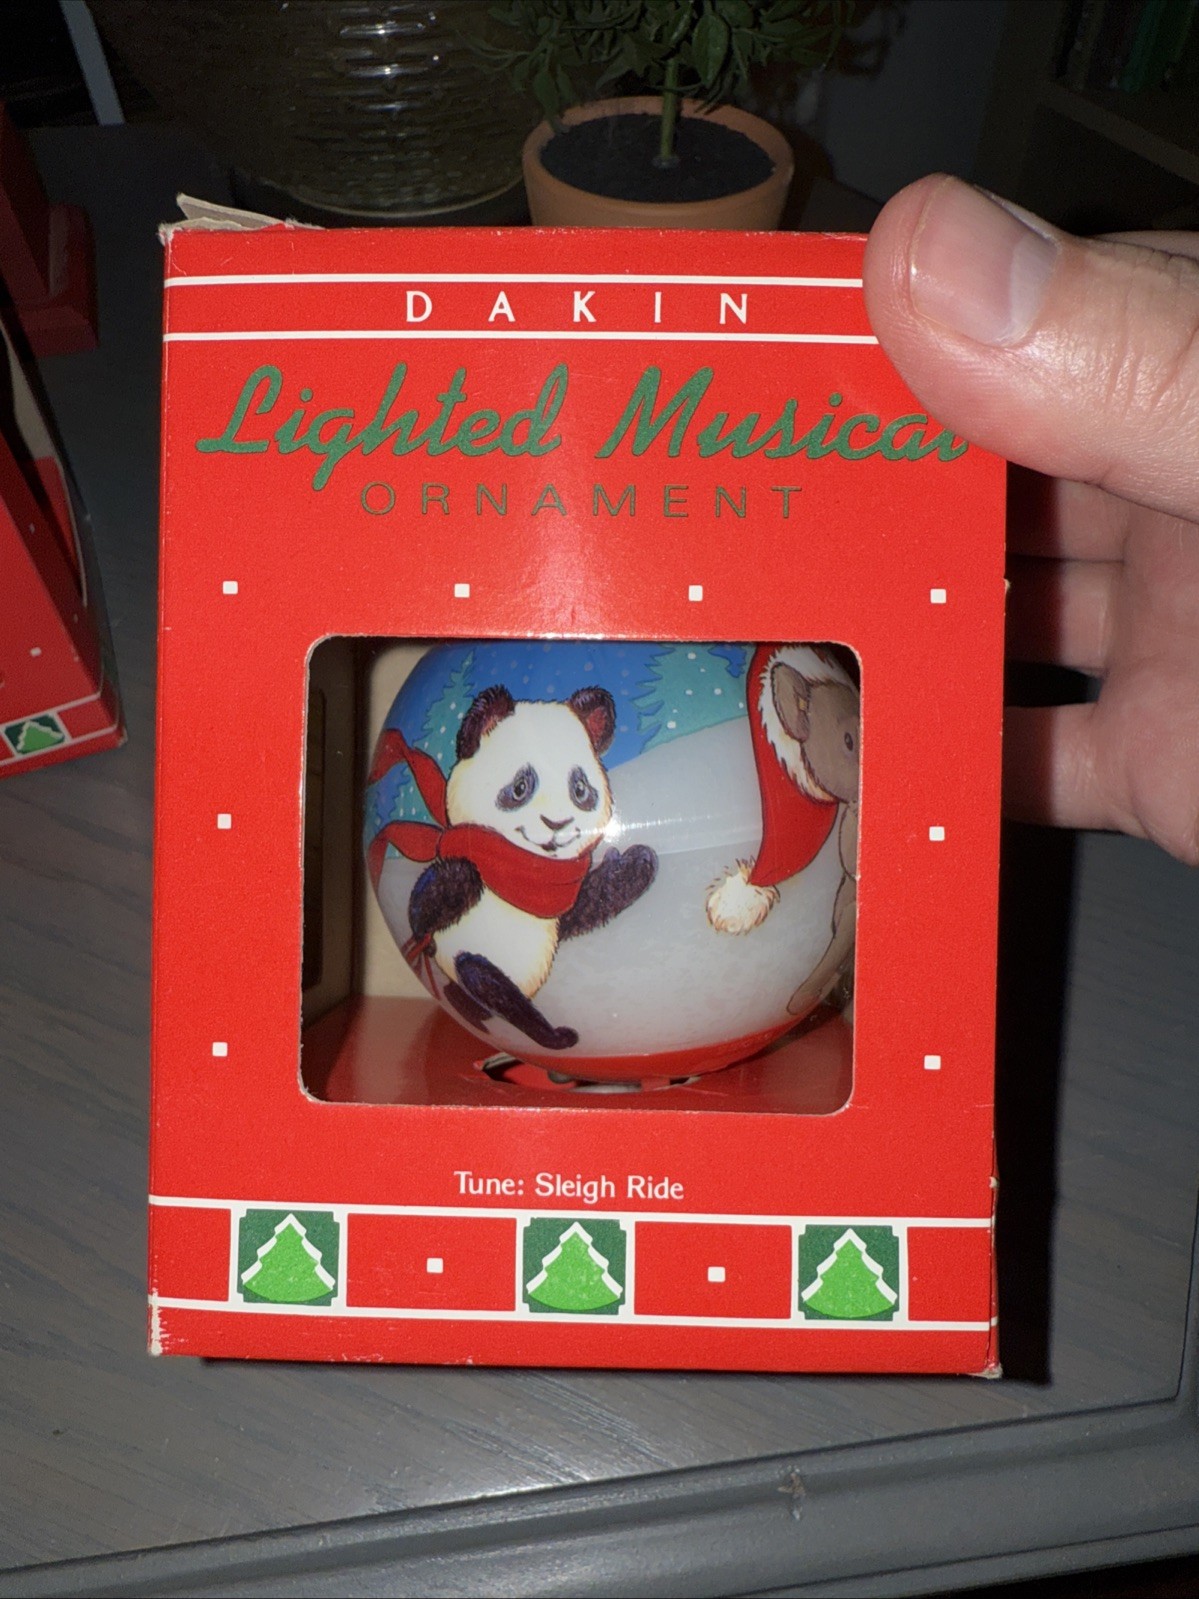 DAKIN
Lighted Musical
ORNAMENT
Tune: Sleigh Ride